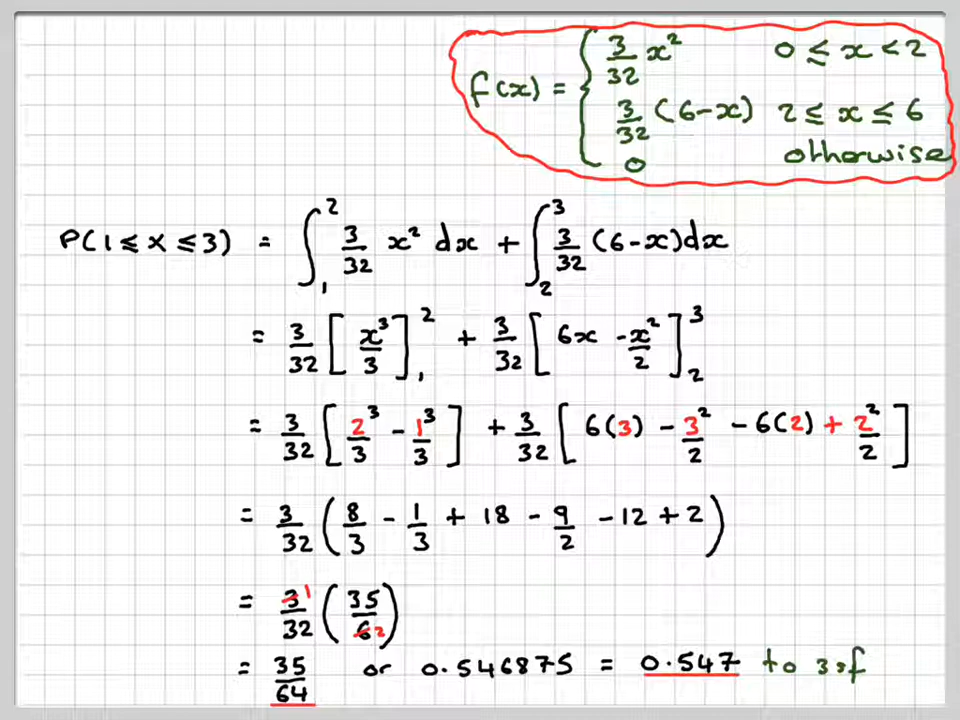 f(x) = { 3/32 x² 0 ≤ x < 2
3/32 (6-x) 2 ≤ x ≤ 6
0 otherwise
P(1 ≤ X ≤ 3) = ∫₁² 3/32 x² dx + ∫₂³ 3/32 (6-x)dx
= 3/32 [x³/3]₁² + 3/32 [6x - x²/2]₂³
= 3/32 [2³/3 - 1³/3] + 3/32 [6(3) - 3²/2 - 6(2) + 2²/2]
= 3/32 (8/3 - 1/3 + 18 - 9/2 - 12 + 2)
= 3 1/32 (35/6 2)
= 35/64 or 0.546875 = 0.547 to 3sf